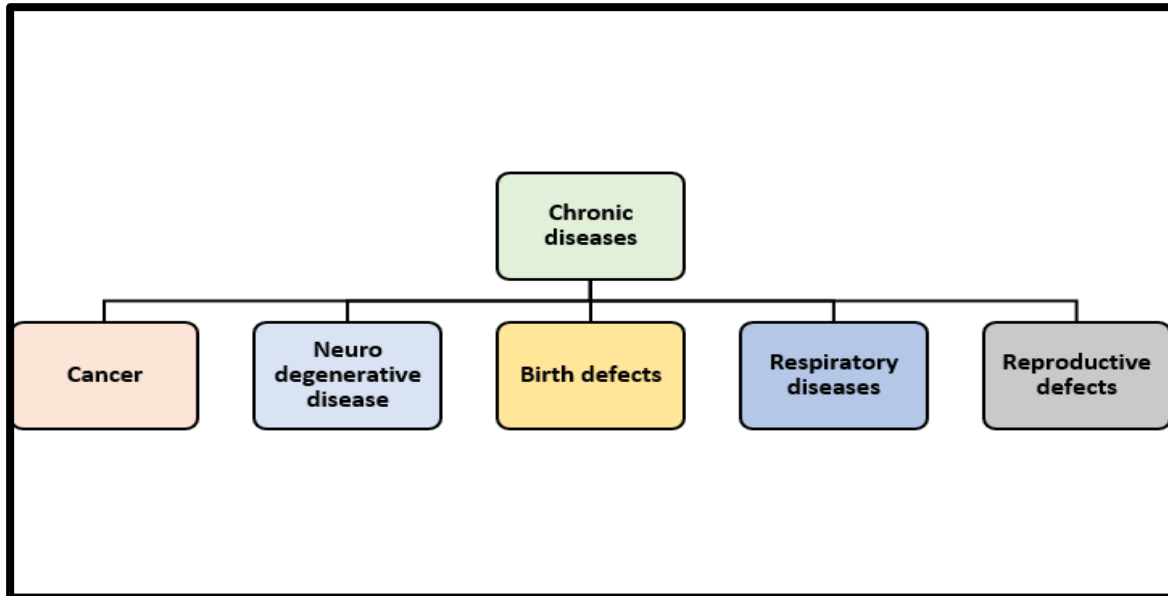 Chronic
diseases
Cancer
Neuro
degenerative
disease
Birth defects
Respiratory
diseases
Reproductive
defects